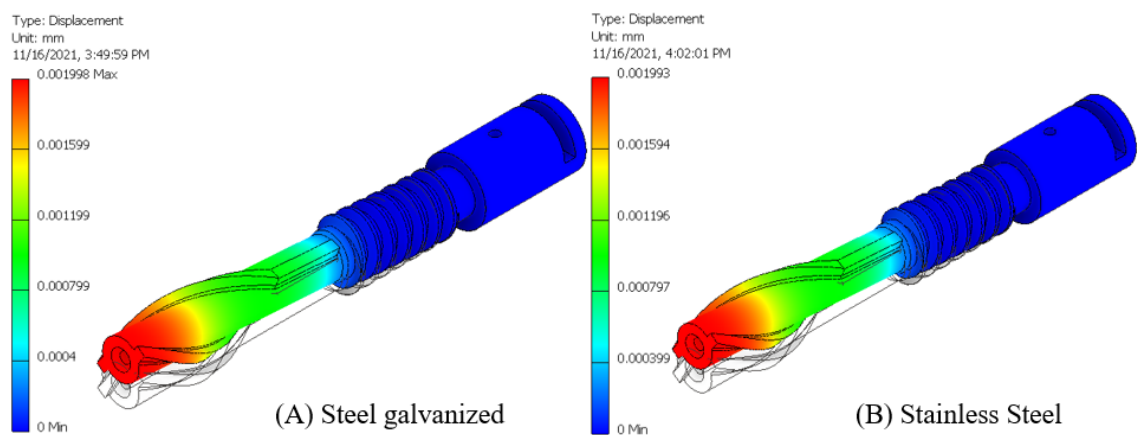 Type: Displacement
Unit: mm
11/16/2021, 3:49:59 PM
0.001998 Max
0.001599
0.001199
0.000799
0.0004
0 Min
(A) Steel galvanized
Type: Displacement
Unit: mm
11/16/2021, 4:02:01 PM
0.001993
0.001594
0.001196
0.000797
0.000399
0 Min
(B) Stainless Steel